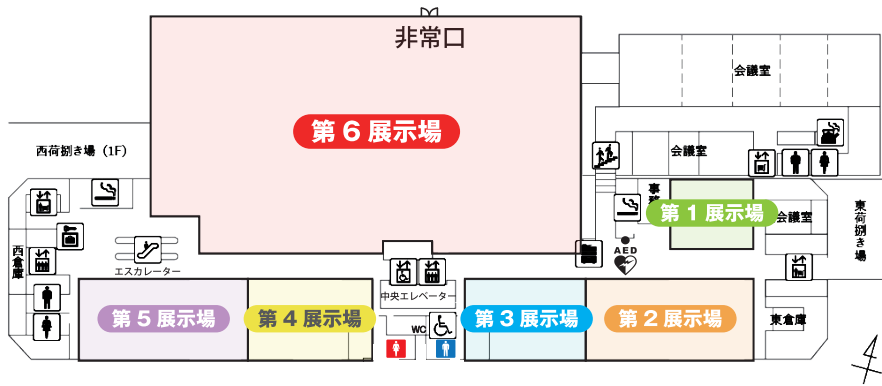 非常口
会議室
第6展示場
西荷捌き場（1F）
会議室
事務
第1展示場
会議室
東荷捌き場
AED
西倉庫
エスカレーター
中央エレベーター
第5展示場
第4展示場
WC
第3展示場
第2展示場
東倉庫